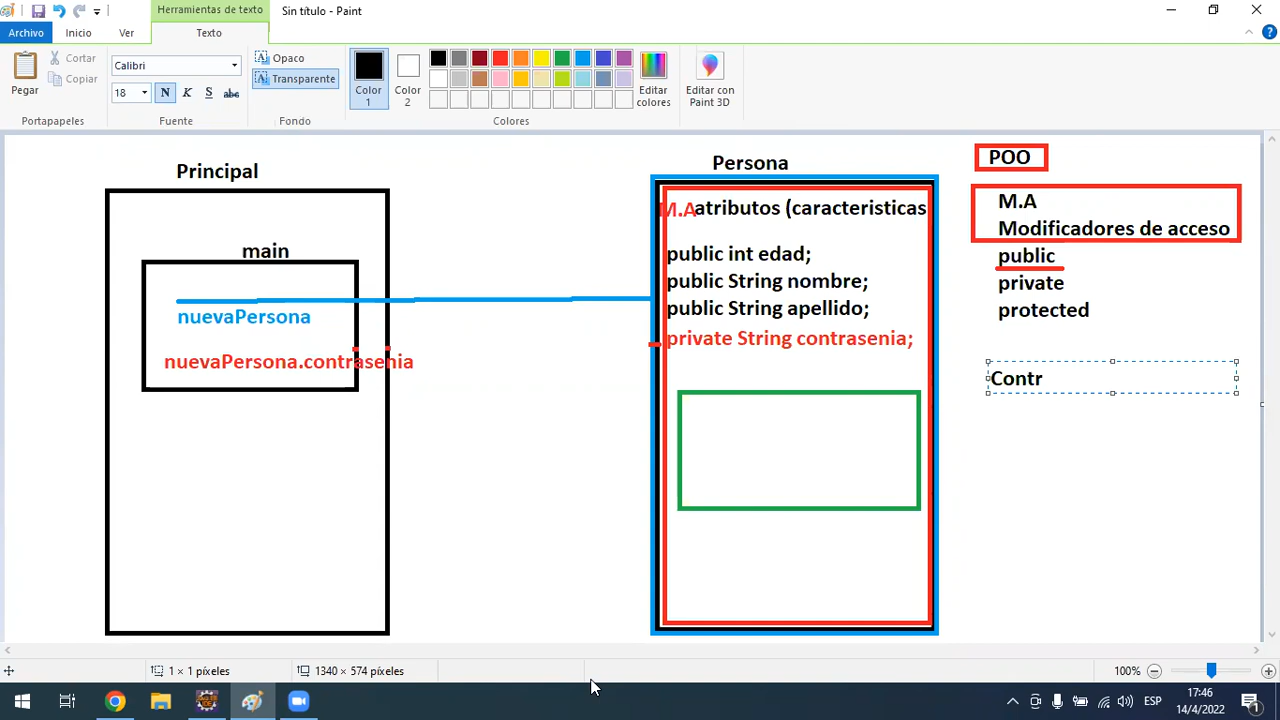 Herramientas de texto
Sin título - Paint
Archivo
Inicio
Ver
Texto
Pegar
Cortar
Copiar
Portapapeles
Calibri
18
N K S abc
Fuente
Opaco
Transparente
Fondo
Color 1
Color 2
Colores
Editar colores
Editar con Paint 3D
Principal
main
nuevaPersona
nuevaPersona.contrasenia
Persona
M.A atributos (caracteristicas
public int edad;
public String nombre;
public String apellido;
private String contrasenia;
POO
M.A
Modificadores de acceso
public
private
protected
Contr
1 × 1 píxeles
1340 × 574 píxeles
100%
ESP
17:46
14/4/2022
1